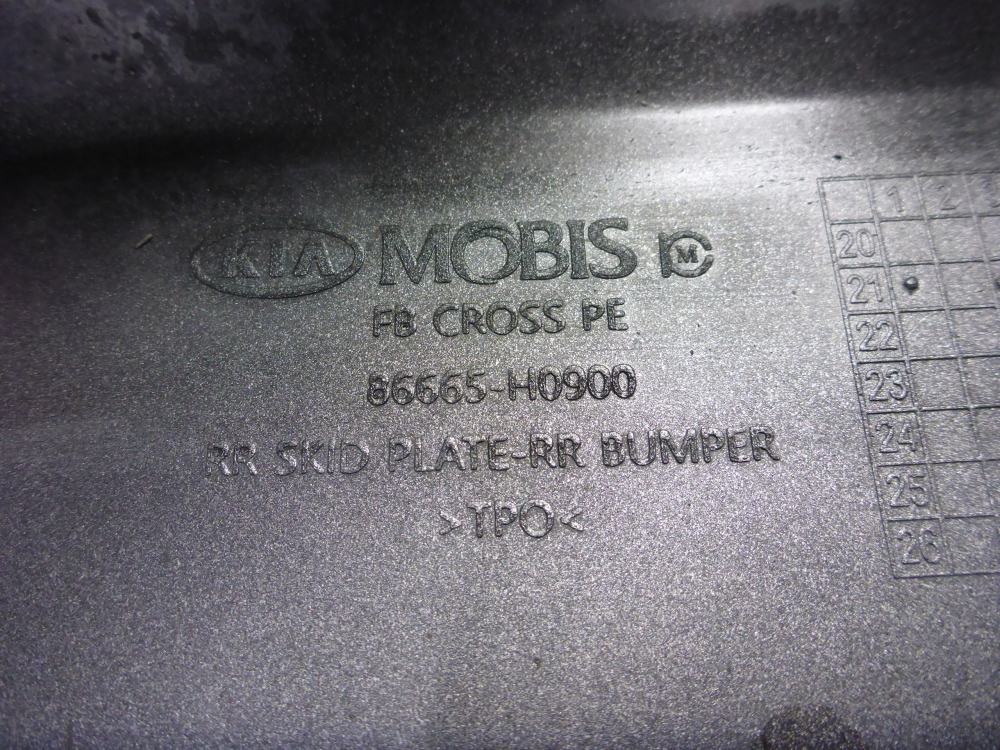 KIA MOBIS
FB CROSS PE
86665-H0900
RR SKID PLATE-RR BUMPER
>TPO<
1 2
20
21
22
23
24
25
26